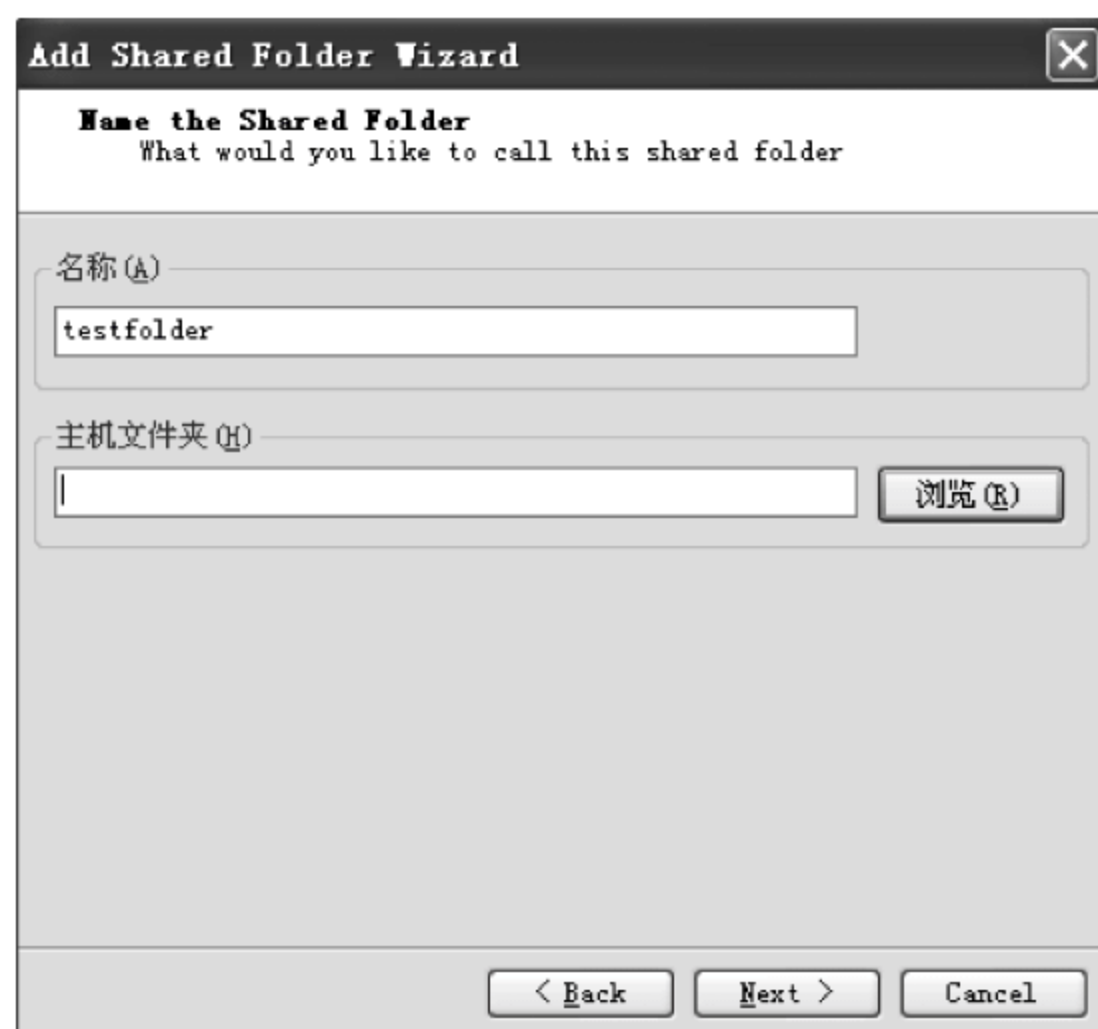 Add Shared Folder Wizard
Name the Shared Folder
What would you like to call this shared folder
名称(A)
testfolder
主机文件夹(H)
浏览(R)
< Back
Next >
Cancel